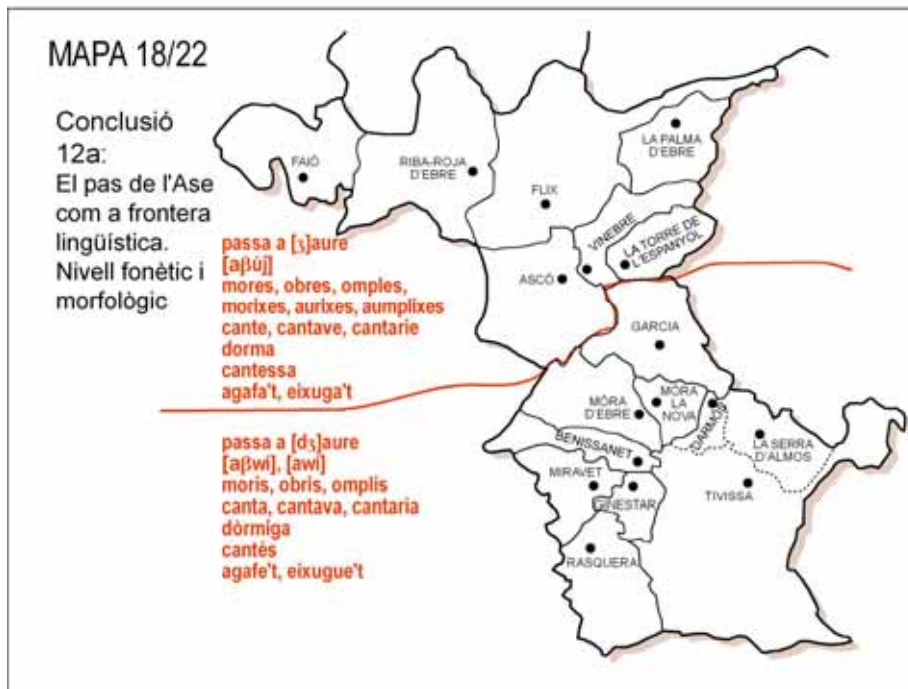 MAPA 18/22
Conclusió
12a:
El pas de l'Ase
com a frontera
lingüística.
Nivell fonètic i
morfològic
passa a [ʒ]aure
[aβúj]
mores, obres, omples,
morixes, aurixes, aumplixes
cante, cantave, cantarie
dorma
cantessa
agafa't, eixuga't
passa a [dʒ]aure
[aβwí], [awí]
moris, obris, omplis
canta, cantava, cantaria
dòrmiga
cantés
agafe't, eixugue't
FAIÓ
RIBA-ROJA
D'EBRE
FLIX
LA PALMA
D'EBRE
VINEBRE
LA TORRE DE
L'ESPANYOL
ASCÓ
GARCIA
MÓRA
D'EBRE
MÓRA
LA
NOVA
DARMÓS
BENISSANET
LA SERRA
D'ALMOS
MIRAVET
GINESTAR
TIVISSA
RASQUERA